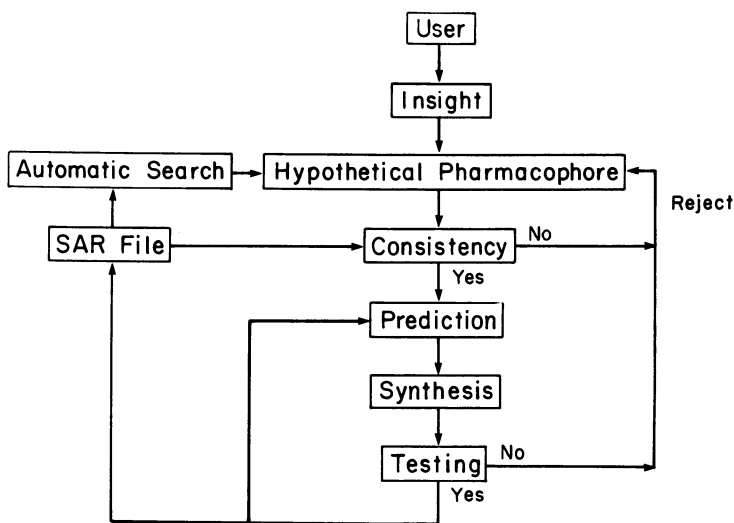 User
Insight
Automatic Search
Hypothetical Pharmacophore
Reject
SAR File
Consistency
No
Yes
Prediction
Synthesis
Testing
No
Yes